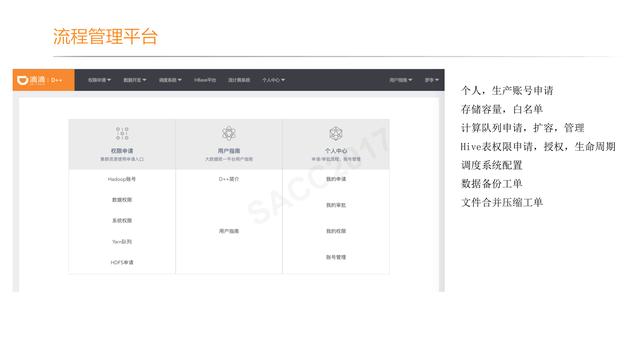 流程管理平台
滴滴 | D++
权限申请 数据开发 调度系统 HBase平台 流计算系统 个人中心 用户指南
权限申请
集群资源使用申请入口
Hadoop账号
数据权限
系统权限
Yarn队列
HDFS申请
用户指南
大数据统一平台用户指南
D++简介
用户指南
个人中心
申请/审批流程、账号管理
我的申请
我的审批
我的权限
账号管理
SACC2017
个人，生产账号申请
存储容量，白名单
计算队列申请，扩容，管理
Hive表权限申请，授权，生命周期
调度系统配置
数据备份工单
文件合并压缩工单